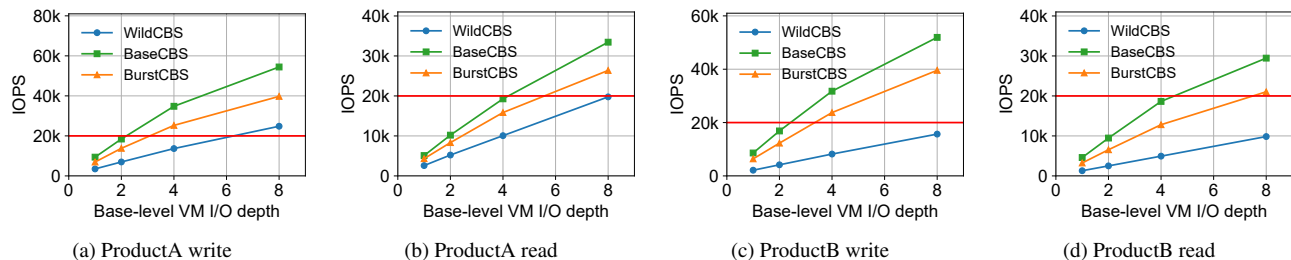 IOPS
80k
60k
40k
20k
0
WildCBS
BaseCBS
BurstCBS
0 2 4 6 8
Base-level VM I/O depth
(a) ProductA write
40k
30k
20k
10k
0
WildCBS
BaseCBS
BurstCBS
0 2 4 6 8
Base-level VM I/O depth
(b) ProductA read
IOPS
60k
40k
20k
0
WildCBS
BaseCBS
BurstCBS
0 2 4 6 8
Base-level VM I/O depth
(c) ProductB write
40k
30k
20k
10k
0
WildCBS
BaseCBS
BurstCBS
0 2 4 6 8
Base-level VM I/O depth
(d) ProductB read